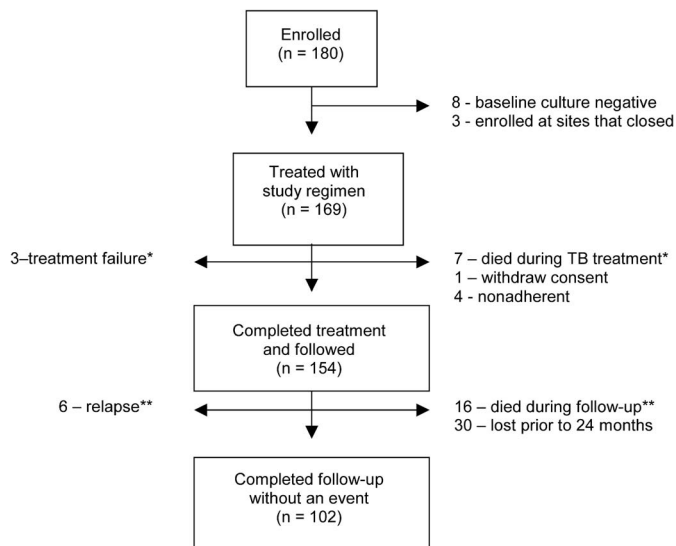 Enrolled
(n = 180)
8 - baseline culture negative
3 - enrolled at sites that closed
Treated with
study regimen
(n = 169)
3–treatment failure*
7 – died during TB treatment*
1 – withdraw consent
4 - nonadherent
Completed treatment
and followed
(n = 154)
6 – relapse**
16 – died during follow-up**
30 – lost prior to 24 months
Completed follow-up
without an event
(n = 102)